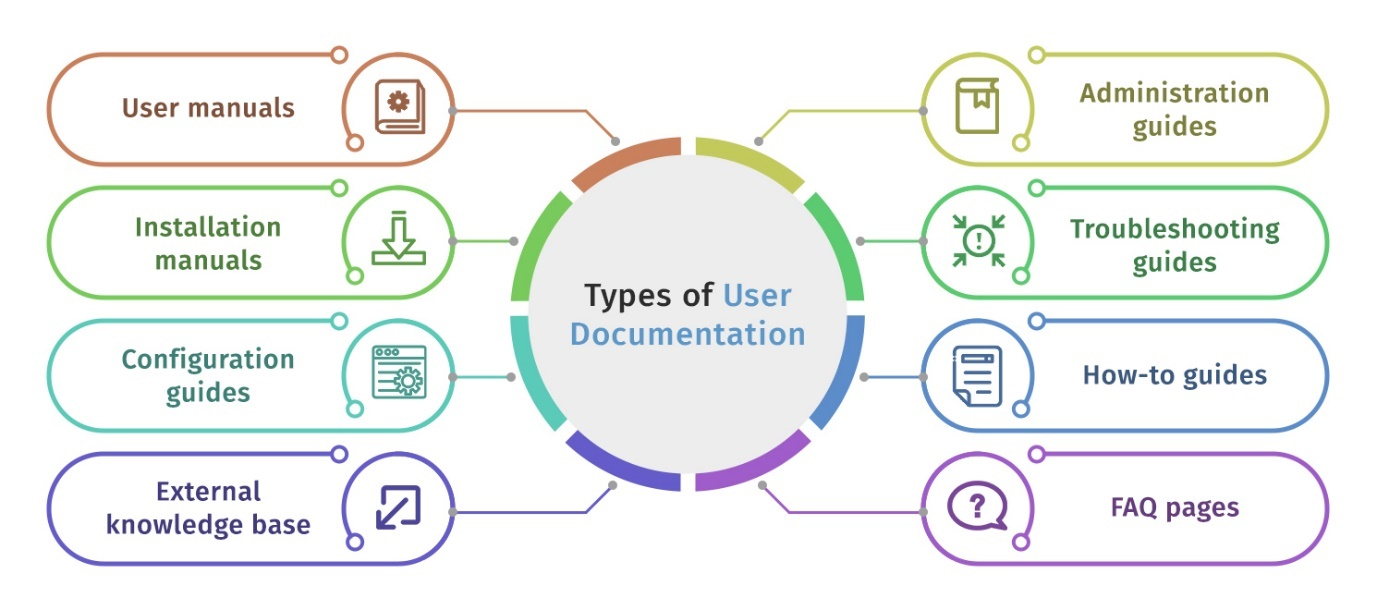 User manuals
Installation
manuals
Configuration
guides
External
knowledge base
Types of User
Documentation
Administration
guides
!
Troubleshooting
guides
How-to guides
?
FAQ pages